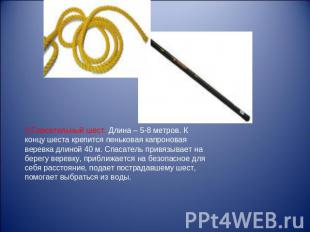 Спасательный шест. Длина – 5-8 метров. К
концу шеста крепится пеньковая капроновая
веревка длиной 40 м. Спасатель привязывает на
берегу веревку, приближается на безопасное для
себя расстояние, подает пострадавшему шест,
помогает выбраться из воды.
PPt4WEB.ru